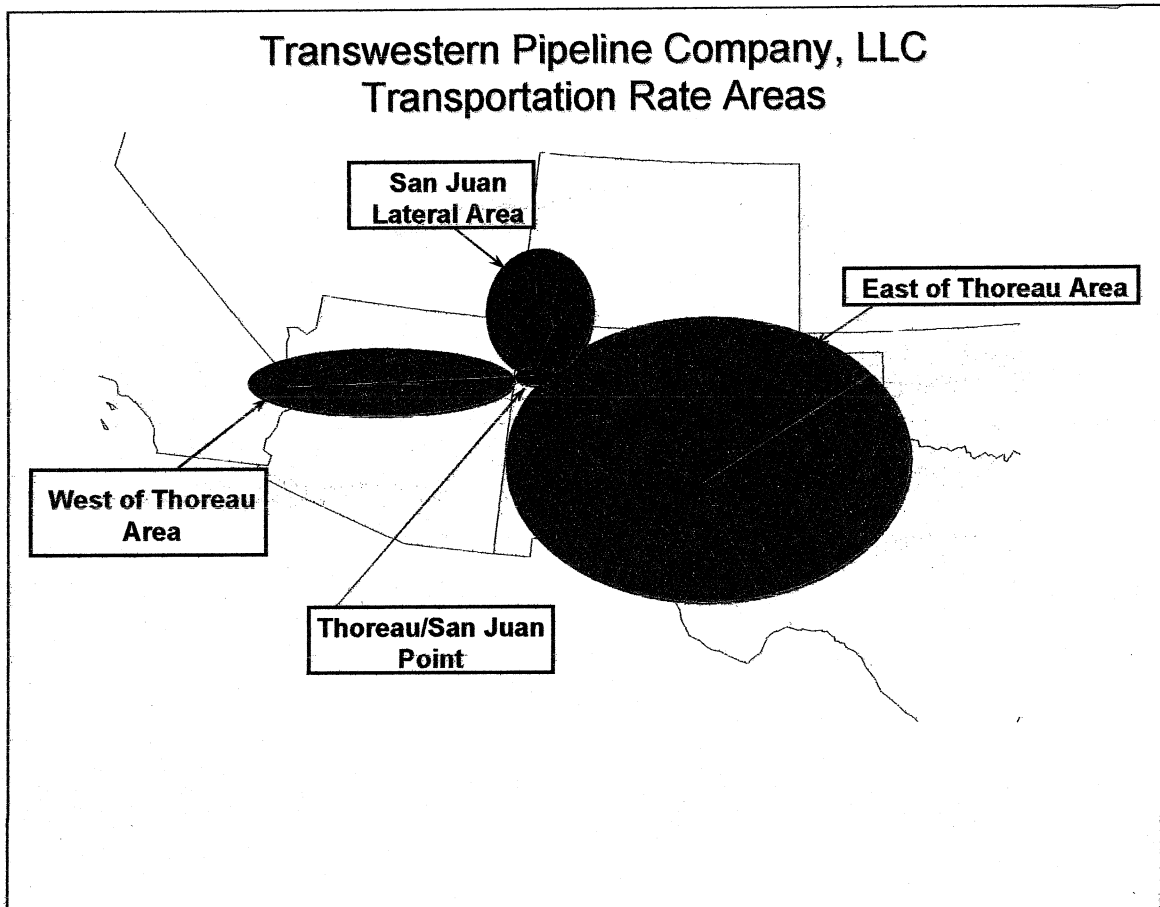 Transwestern Pipeline Company, LLC
Transportation Rate Areas
San Juan
Lateral Area
East of Thoreau Area
West of Thoreau
Area
Thoreau/San Juan
Point